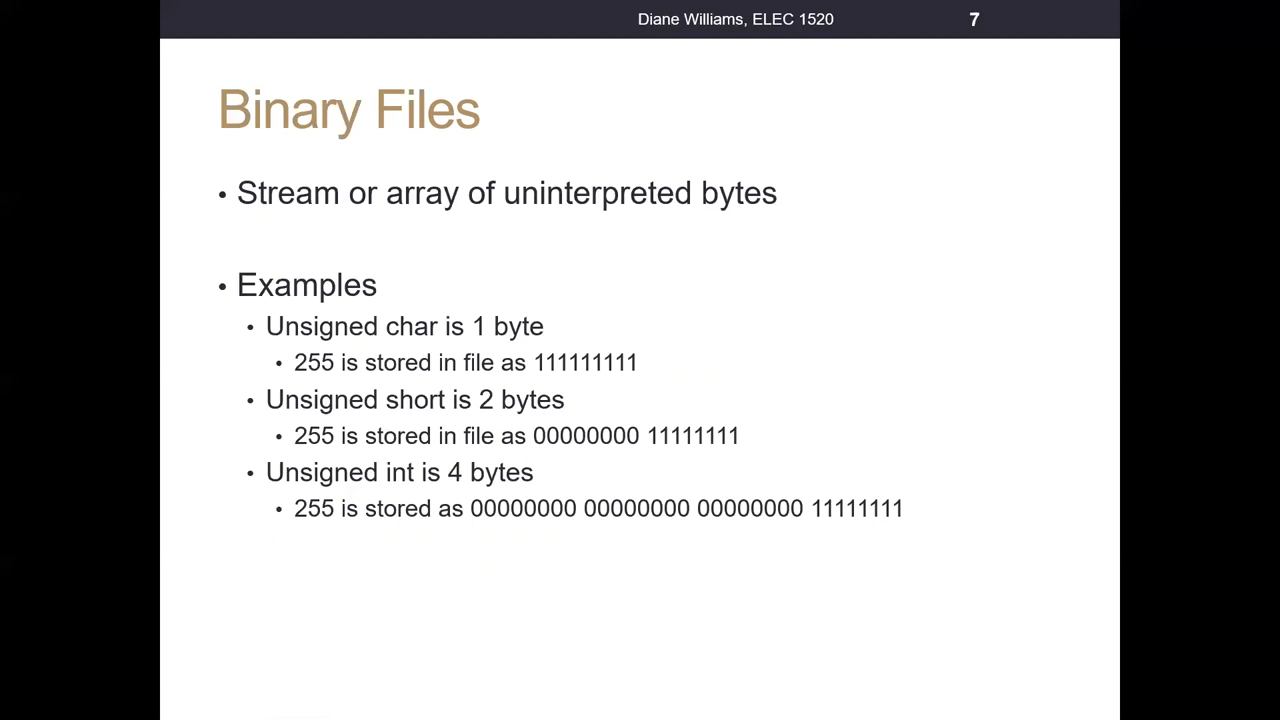 Diane Williams, ELEC 1520 7
Binary Files
• Stream or array of uninterpreted bytes
• Examples
• Unsigned char is 1 byte
• 255 is stored in file as 111111111
• Unsigned short is 2 bytes
• 255 is stored in file as 00000000 11111111
• Unsigned int is 4 bytes
• 255 is stored as 00000000 00000000 00000000 11111111